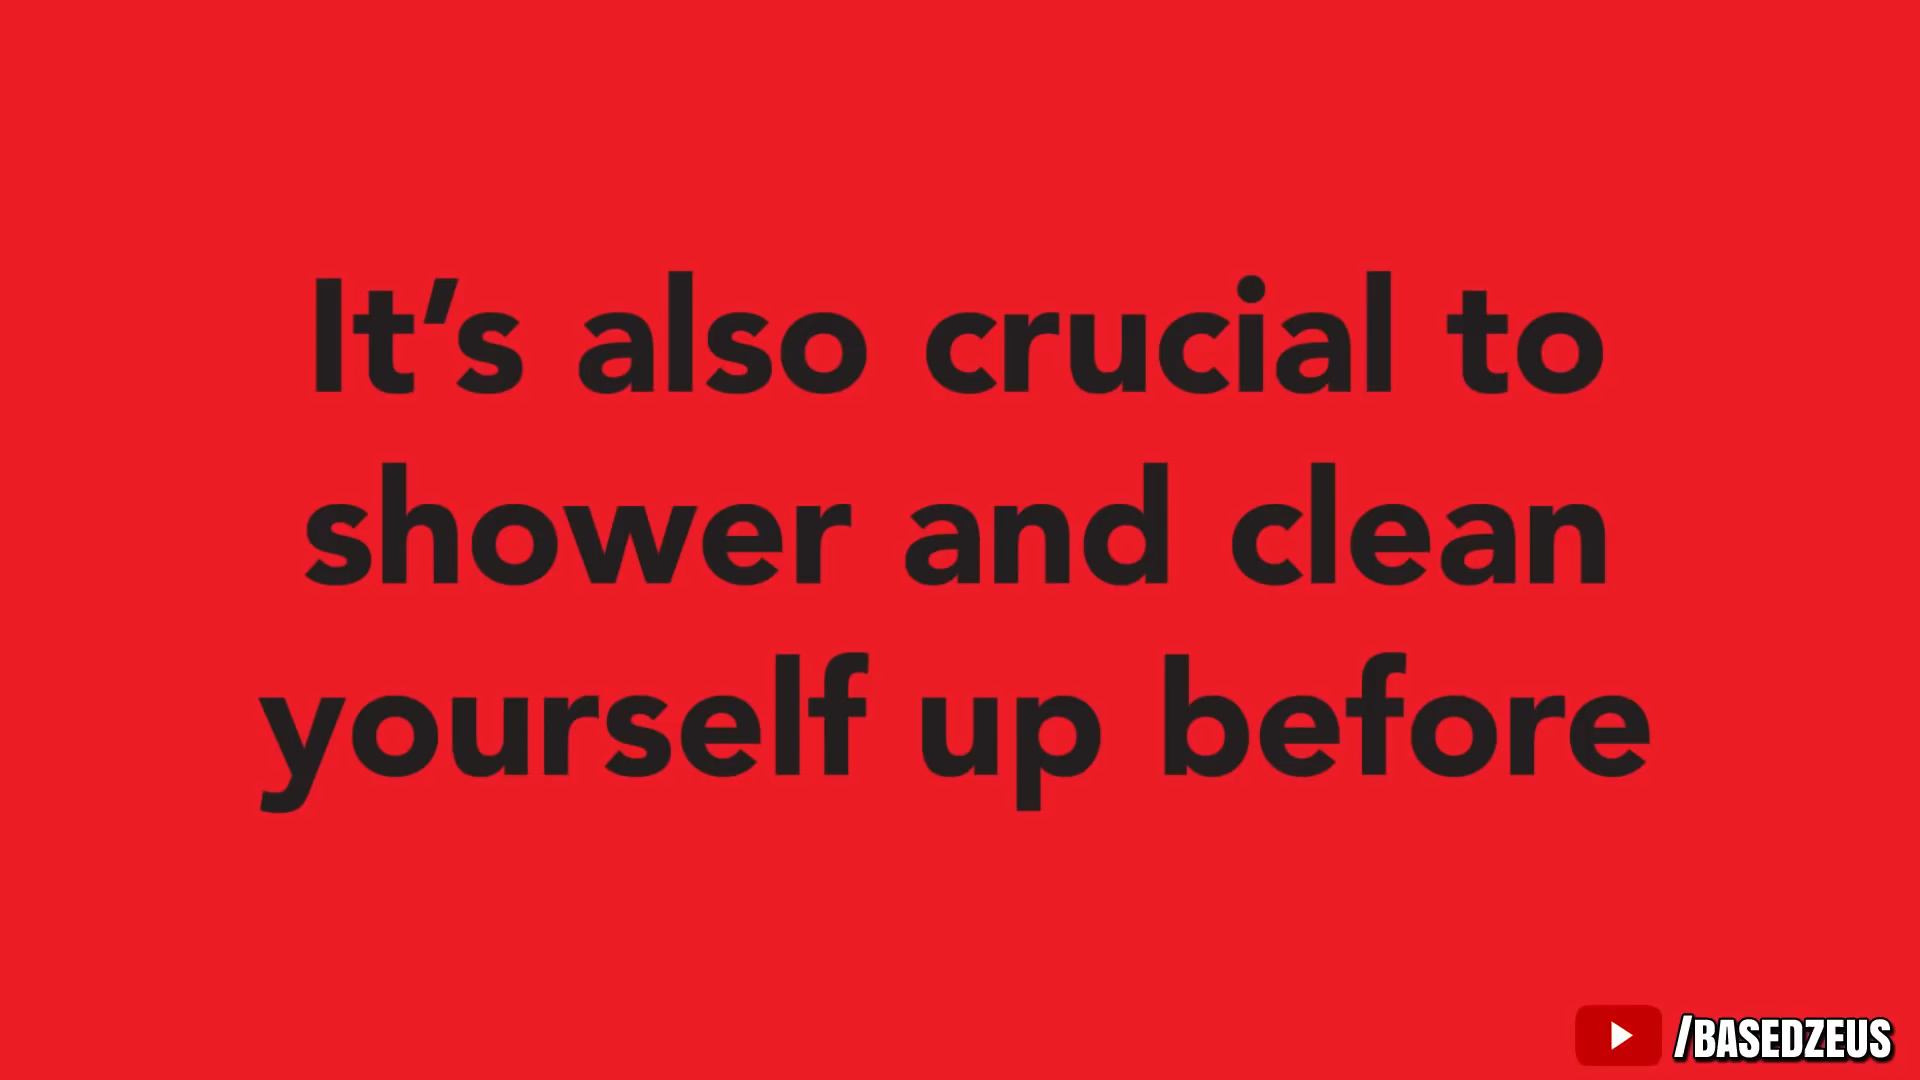 It’s also crucial to
shower and clean
yourself up before
/BASEDZEUS